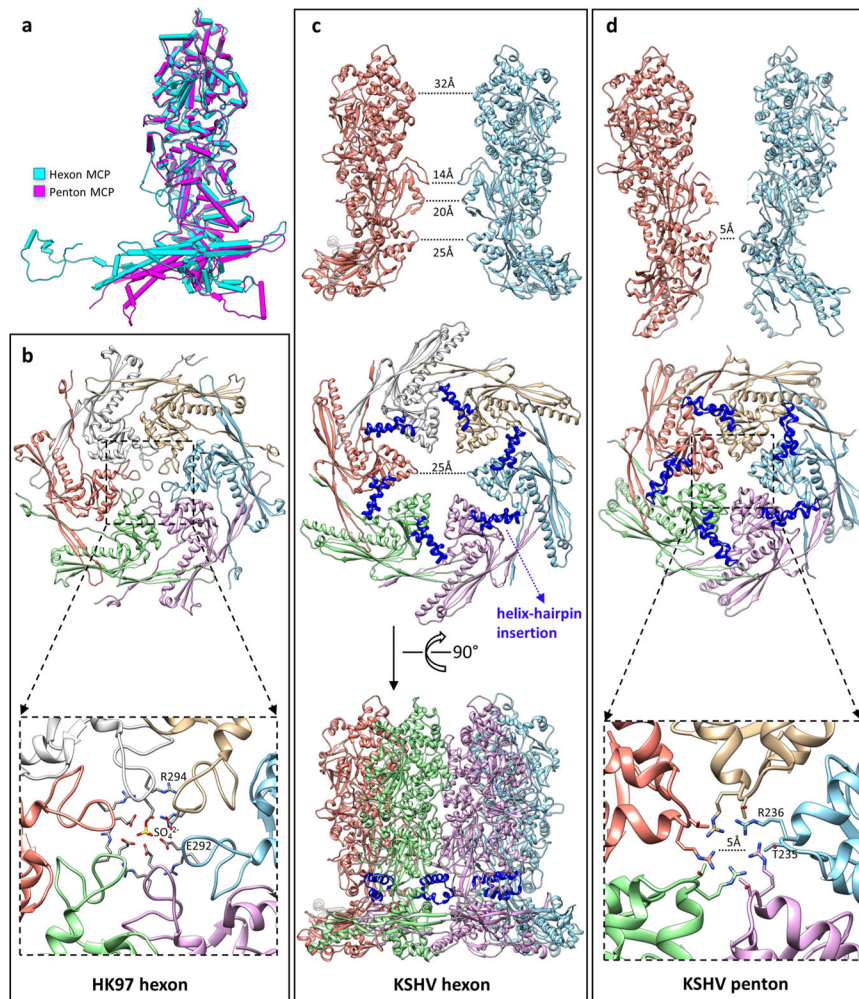 a
Hexon MCP
Penton MCP
b
R294
SO₄²⁻
E292
HK97 hexon
c
32Å
14Å
20Å
25Å
25Å
helix-hairpin
insertion
90°
KSHV hexon
d
5Å
R236
5Å
T235
KSHV penton